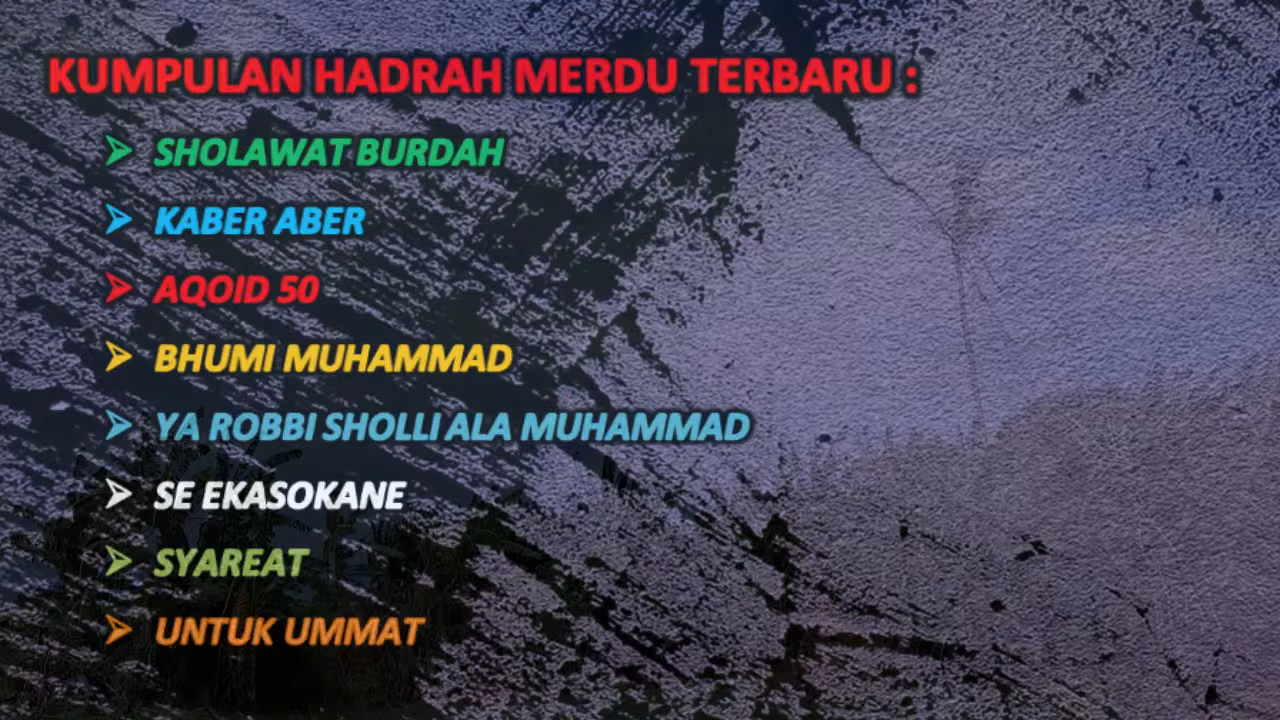 KUMPULAN HADRAH MERDU TERBARU :
SHOLAWAT BURDAH
KABER ABER
AQOID 50
BHUMI MUHAMMAD
YA ROBBI SHOLLI ALA MUHAMMAD
SE EKASOKANE
SYAREAT
UNTUK UMMAT